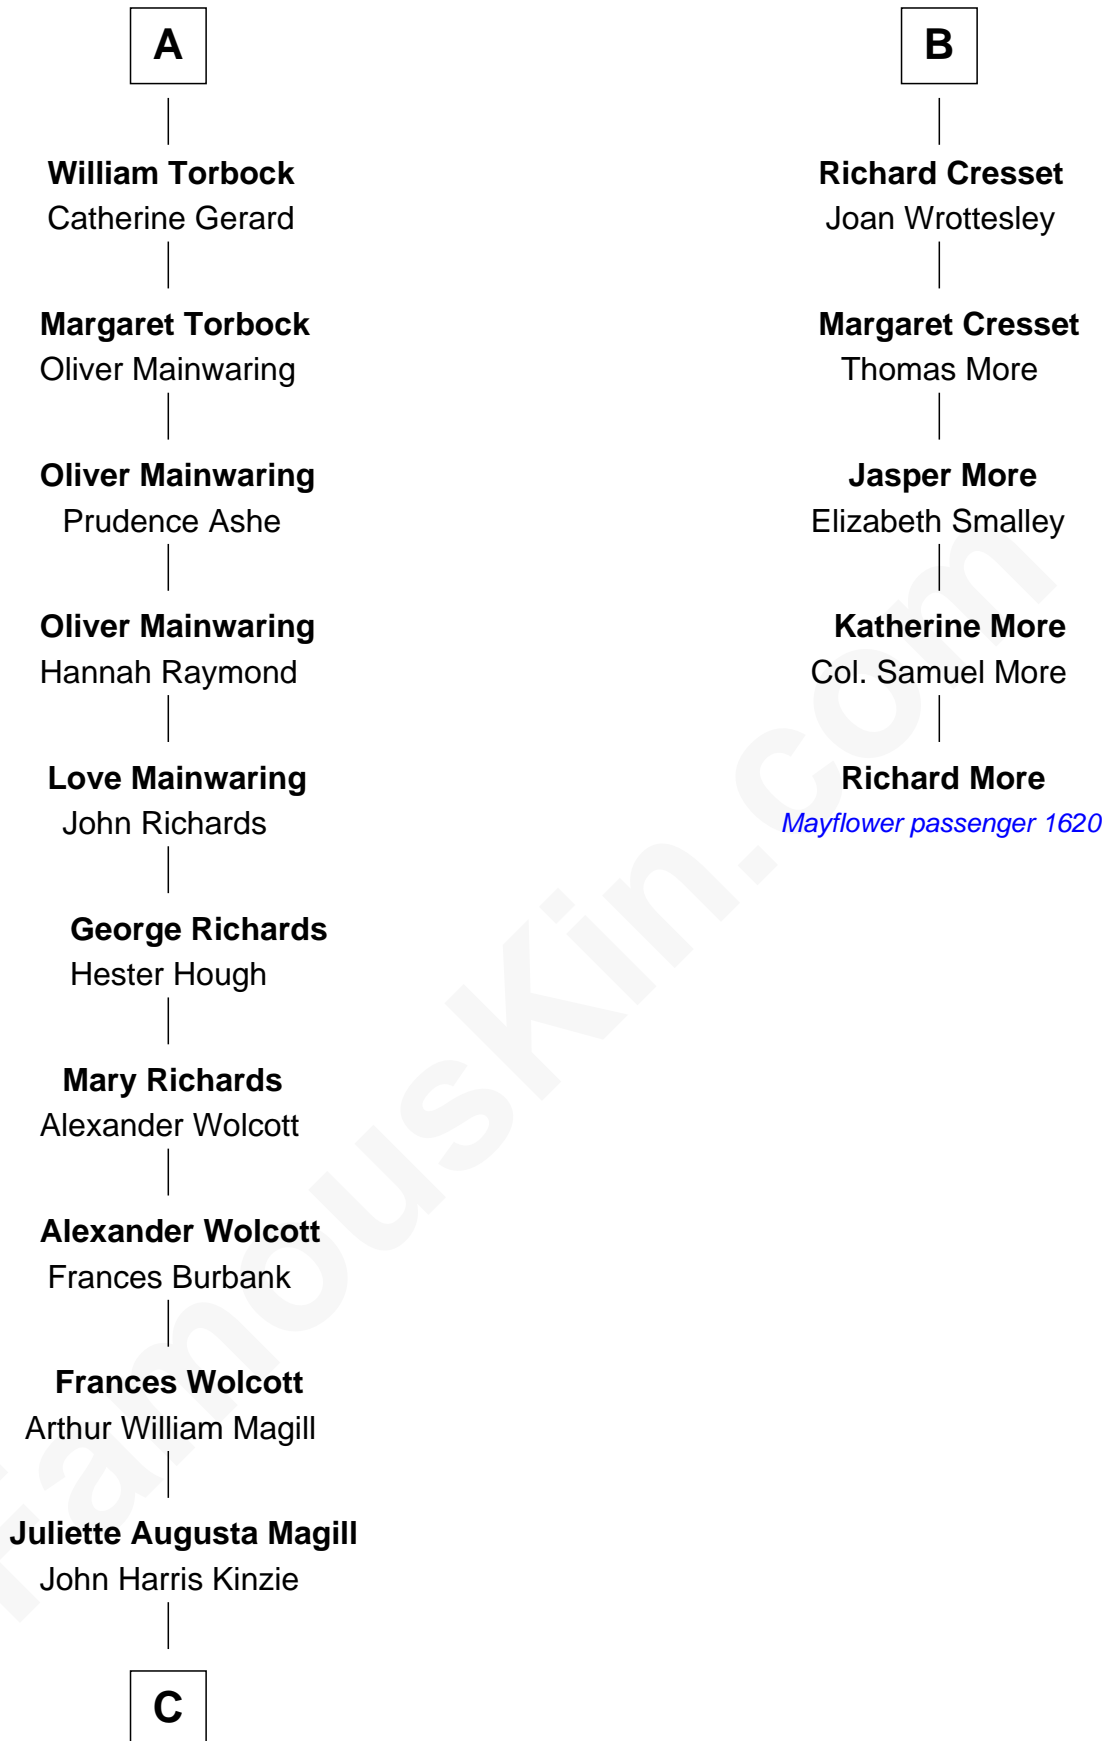 A
William Torbock
Catherine Gerard
Margaret Torbock
Oliver Mainwaring
Oliver Mainwaring
Prudence Ashe
Oliver Mainwaring
Hannah Raymond
Love Mainwaring
John Richards
George Richards
Hester Hough
Mary Richards
Alexander Wolcott
Alexander Wolcott
Frances Burbank
Frances Wolcott
Arthur William Magill
Juliette Augusta Magill
John Harris Kinzie
C
B
Richard Cresset
Joan Wrottesley
Margaret Cresset
Thomas More
Jasper More
Elizabeth Smalley
Katherine More
Col. Samuel More
Richard More
Mayflower passenger 1620
FamousKin.com